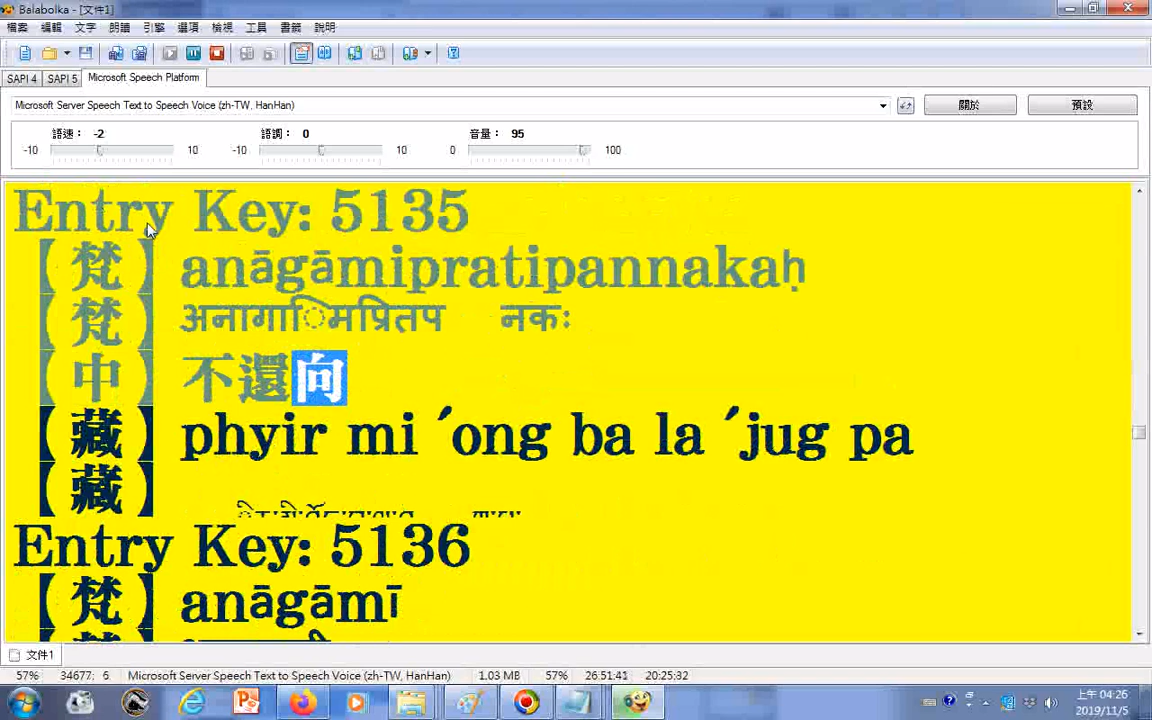 Balabolka - [文件1]
檔案 編輯 文字 朗讀 引擎 選項 檢視 工具 書籤 說明
SAPI 4 SAPI 5 Microsoft Speech Platform
Microsoft Server Speech Text to Speech Voice (zh-TW, HanHan) 關於 預設
語速： -2 語調： 0 音量： 95
-10 10 -10 10 0 100
Entry Key: 5135
【梵】 anāgāmipratipannakaḥ
【梵】 अनागािमप्रितप नकः
【中】 不還向
【藏】 phyir mi ´ong ba la ´jug pa
【藏】
Entry Key: 5136
【梵】 anāgāmī
文件1
57% 34677: 6 Microsoft Server Speech Text to Speech Voice (zh-TW, HanHan) 1.03 MB 57% 26:51:41 20:25:32
上午 04:26
2019/11/5